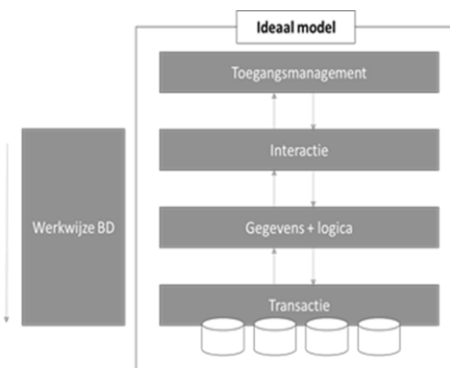 Ideaal model
Toegangsmanagement
Interactie
Werkwijze BD
Gegevens + logica
Transactie